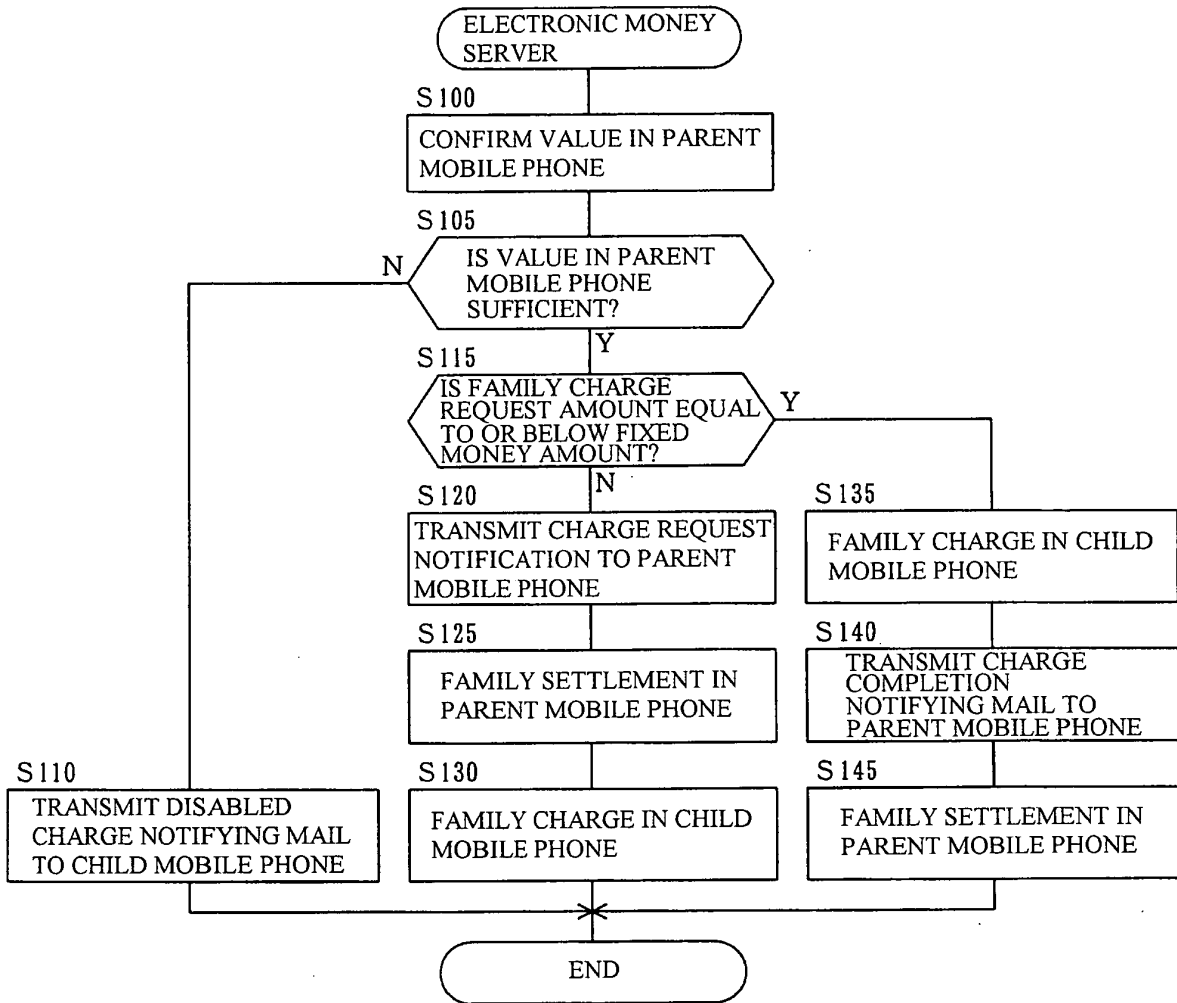 ELECTRONIC MONEY
SERVER
S100
CONFIRM VALUE IN PARENT
MOBILE PHONE
S105
IS VALUE IN PARENT
MOBILE PHONE
SUFFICIENT?
N
Y
S115
IS FAMILY CHARGE
REQUEST AMOUNT EQUAL
TO OR BELOW FIXED
MONEY AMOUNT?
Y
N
S120
TRANSMIT CHARGE REQUEST
NOTIFICATION TO PARENT
MOBILE PHONE
S135
FAMILY CHARGE IN CHILD
MOBILE PHONE
S125
FAMILY SETTLEMENT IN
PARENT MOBILE PHONE
S140
TRANSMIT CHARGE
COMPLETION
NOTIFYING MAIL TO
PARENT MOBILE PHONE
S110
TRANSMIT DISABLED
CHARGE NOTIFYING MAIL
TO CHILD MOBILE PHONE
S130
FAMILY CHARGE IN CHILD
MOBILE PHONE
S145
FAMILY SETTLEMENT IN
PARENT MOBILE PHONE
END